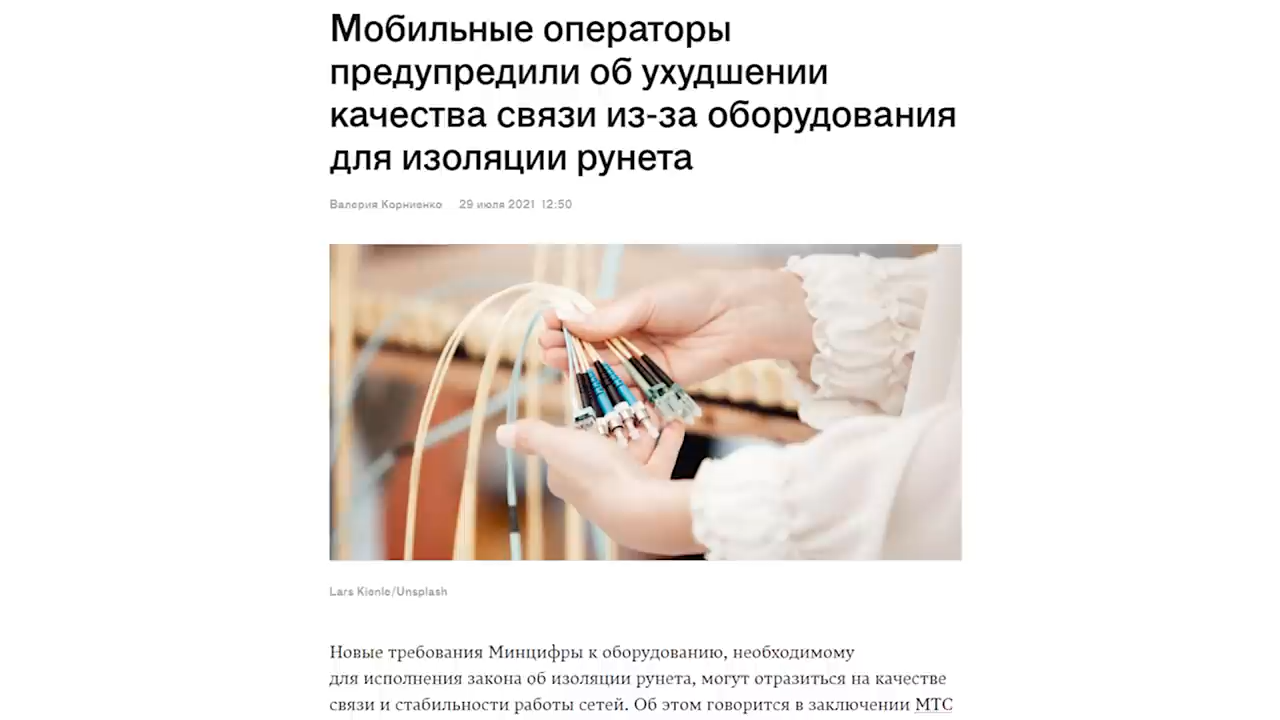 Мобильные операторы
предупредили об ухудшении
качества связи из-за оборудования
для изоляции рунета
Валерия Корниенко 29 июля 2021 12:50
Lars Kienle/Unsplash
Новые требования Минцифры к оборудованию, необходимому
для исполнения закона об изоляции рунета, могут отразиться на качестве
связи и стабильности работы сетей. Об этом говорится в заключении МТС